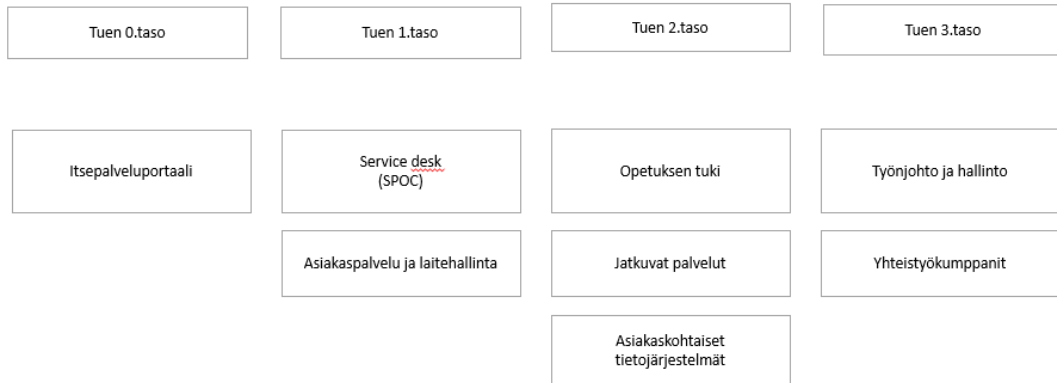 Tuen 0.taso
Tuen 1.taso
Tuen 2.taso
Tuen 3.taso
Itsepalveluportaali
Service desk
(SPOC)
Opetuksen tuki
Työnjohto ja hallinto
Asiakaspalvelu ja laitehallinta
Jatkuvat palvelut
Yhteistyökumppanit
Asiakaskohtaiset
tietojärjestelmät